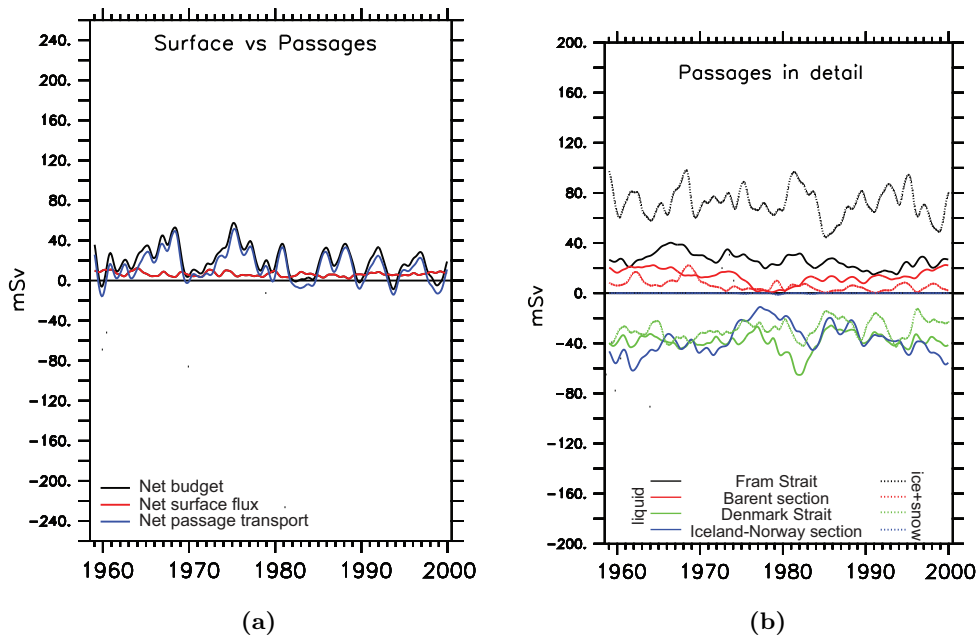 Surface vs Passages
240.
200.
160.
120.
80.
40.
0.
-40.
-80.
-120.
-160.
-200.
-240.
mSv
Net budget
Net surface flux
Net passage transport
1960
1970
1980
1990
2000
(a)
Passages in detail
200.
160.
120.
80.
40.
0.
-40.
-80.
-120.
-160.
-200.
mSv
liquid
Fram Strait
Barent section
Denmark Strait
Iceland-Norway section
ice+snow
1960
1970
1980
1990
2000
(b)